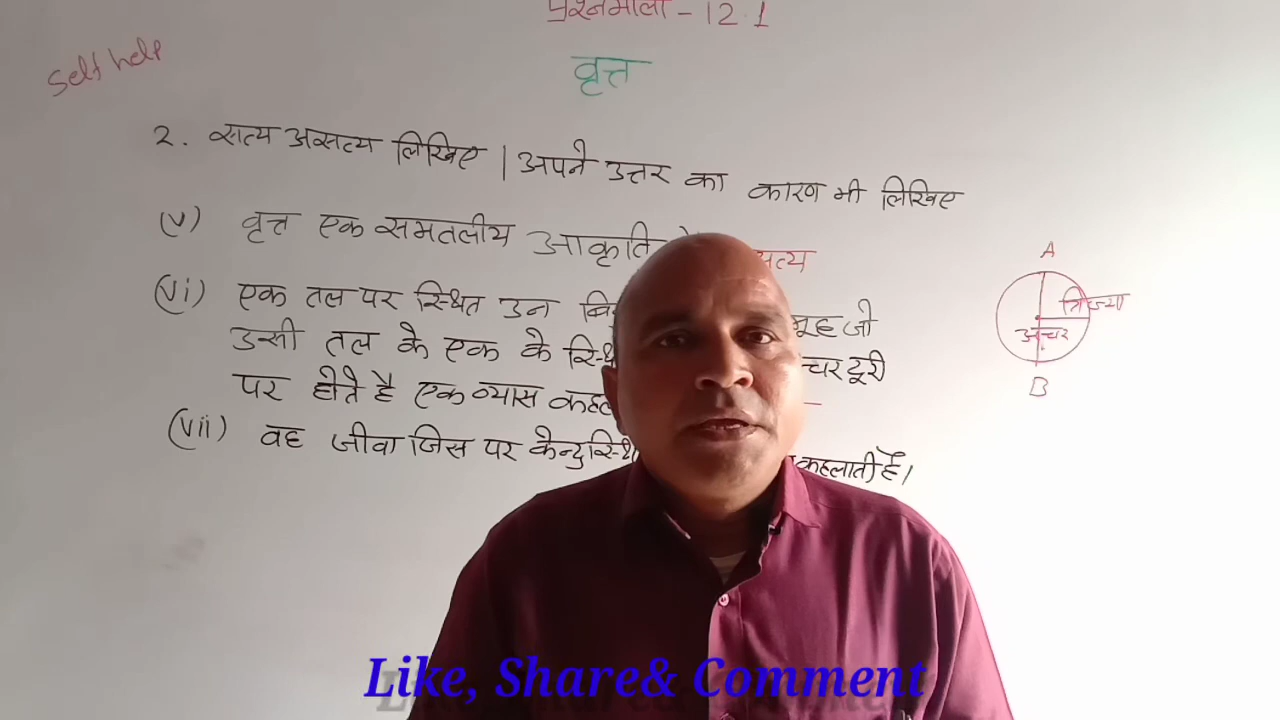 प्रश्नमाला - 12.1
Self help
वृत्त
2. सत्य असत्य लिखिए | अपने उत्तर का कारण भी लिखिए
(v) वृत्त एक समतलीय आकृति सत्य
(vi) एक तल पर स्थित उन जो
उसी तल के एक के दूरी
पर होते है एक व्यास
(vii) वह जीवा जिस पर कहलाती है।
A
त्रिज्या
अचर
B
Like, Share& Comment